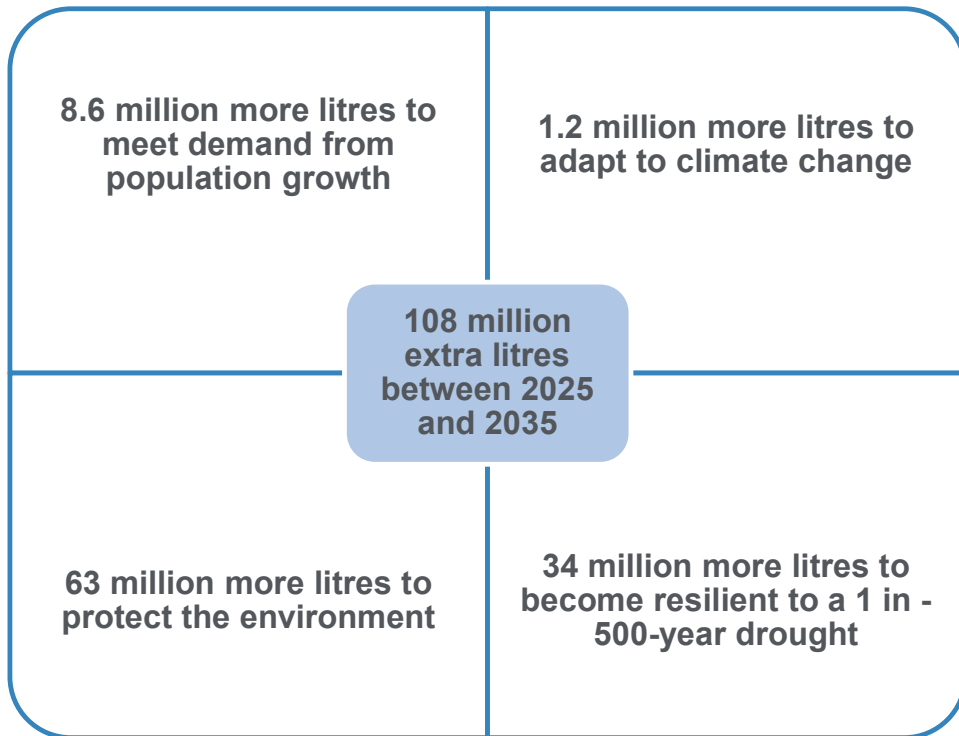 8.6 million more litres to
meet demand from
population growth
1.2 million more litres to
adapt to climate change
108 million
extra litres
between 2025
and 2035
63 million more litres to
protect the environment
34 million more litres to
become resilient to a 1 in -
500-year drought